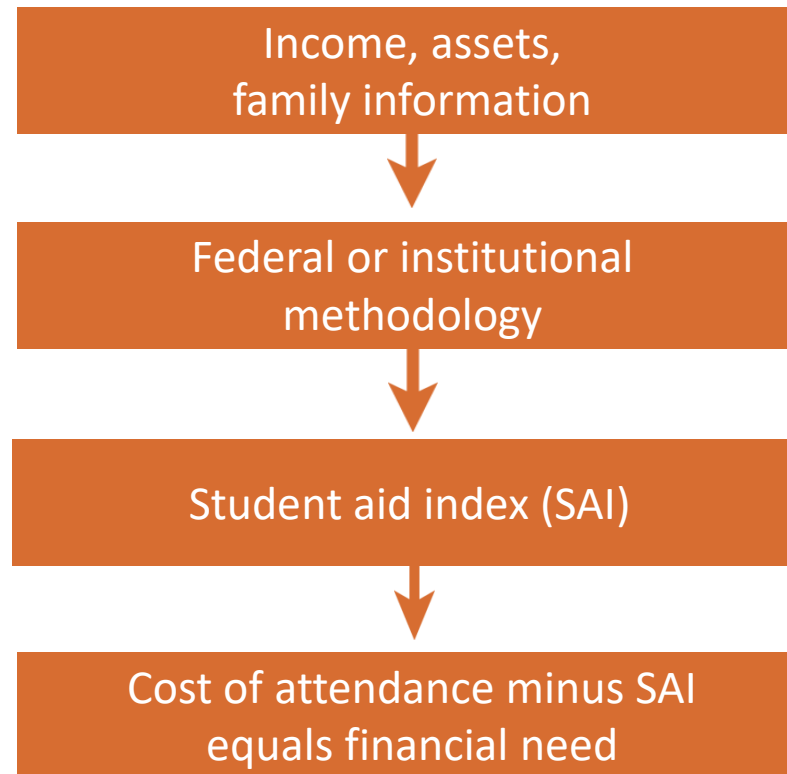 Income, assets,
family information
Federal or institutional
methodology
Student aid index (SAI)
Cost of attendance minus SAI
equals financial need